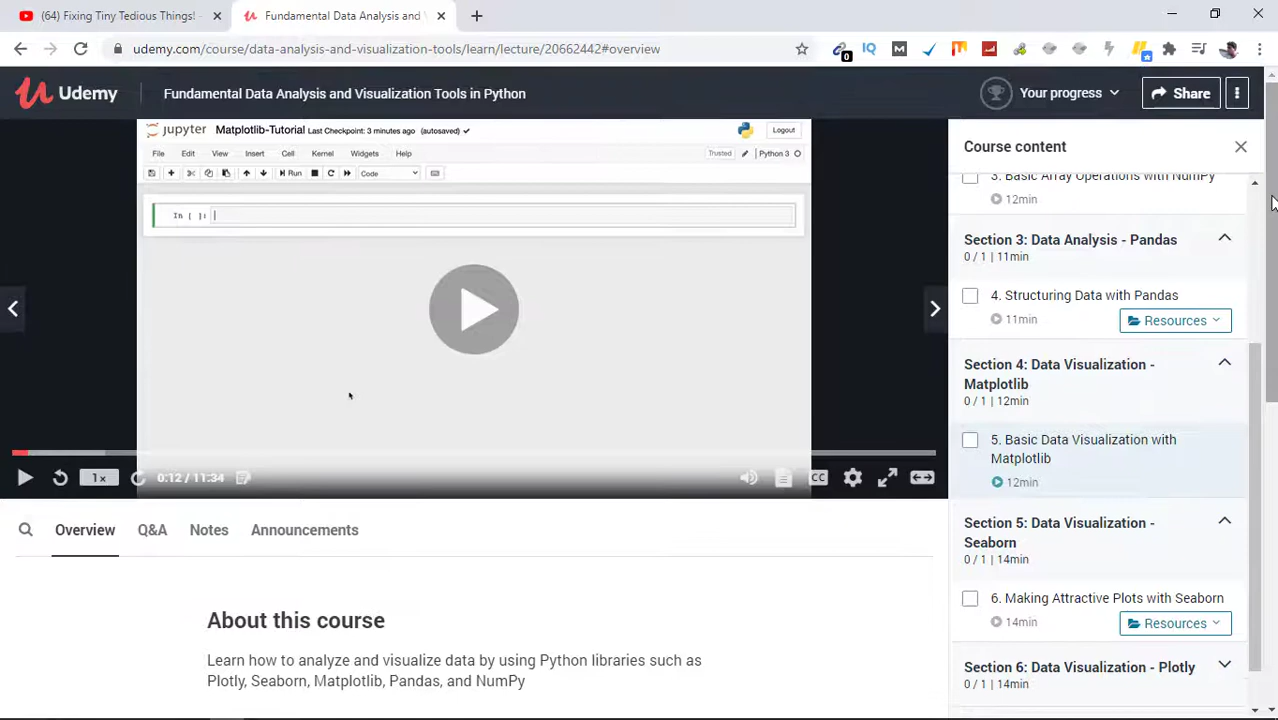 (64) Fixing Tiny Tedious Things! -
Fundamental Data Analysis and V
udemy.com/course/data-analysis-and-visualization-tools/learn/lecture/20662442#overview
0
IQ
Udemy
Fundamental Data Analysis and Visualization Tools in Python
Your progress
Share
jupyter Matplotlib-Tutorial Last Checkpoint: 3 minutes ago (autosaved)
Logout
File Edit View Insert Cell Kernel Widgets Help
Trusted
Python 3
Run
Code
In [ ]:
1x
0:12 / 11:34
CC
Overview
Q&A
Notes
Announcements
About this course
Learn how to analyze and visualize data by using Python libraries such as
Plotly, Seaborn, Matplotlib, Pandas, and NumPy
Course content
3. Basic Array Operations with NumPy
12min
Section 3: Data Analysis - Pandas
0 / 1 | 11min
4. Structuring Data with Pandas
11min
Resources
Section 4: Data Visualization -
Matplotlib
0 / 1 | 12min
5. Basic Data Visualization with
Matplotlib
12min
Section 5: Data Visualization -
Seaborn
0 / 1 | 14min
6. Making Attractive Plots with Seaborn
14min
Resources
Section 6: Data Visualization - Plotly
0 / 1 | 14min